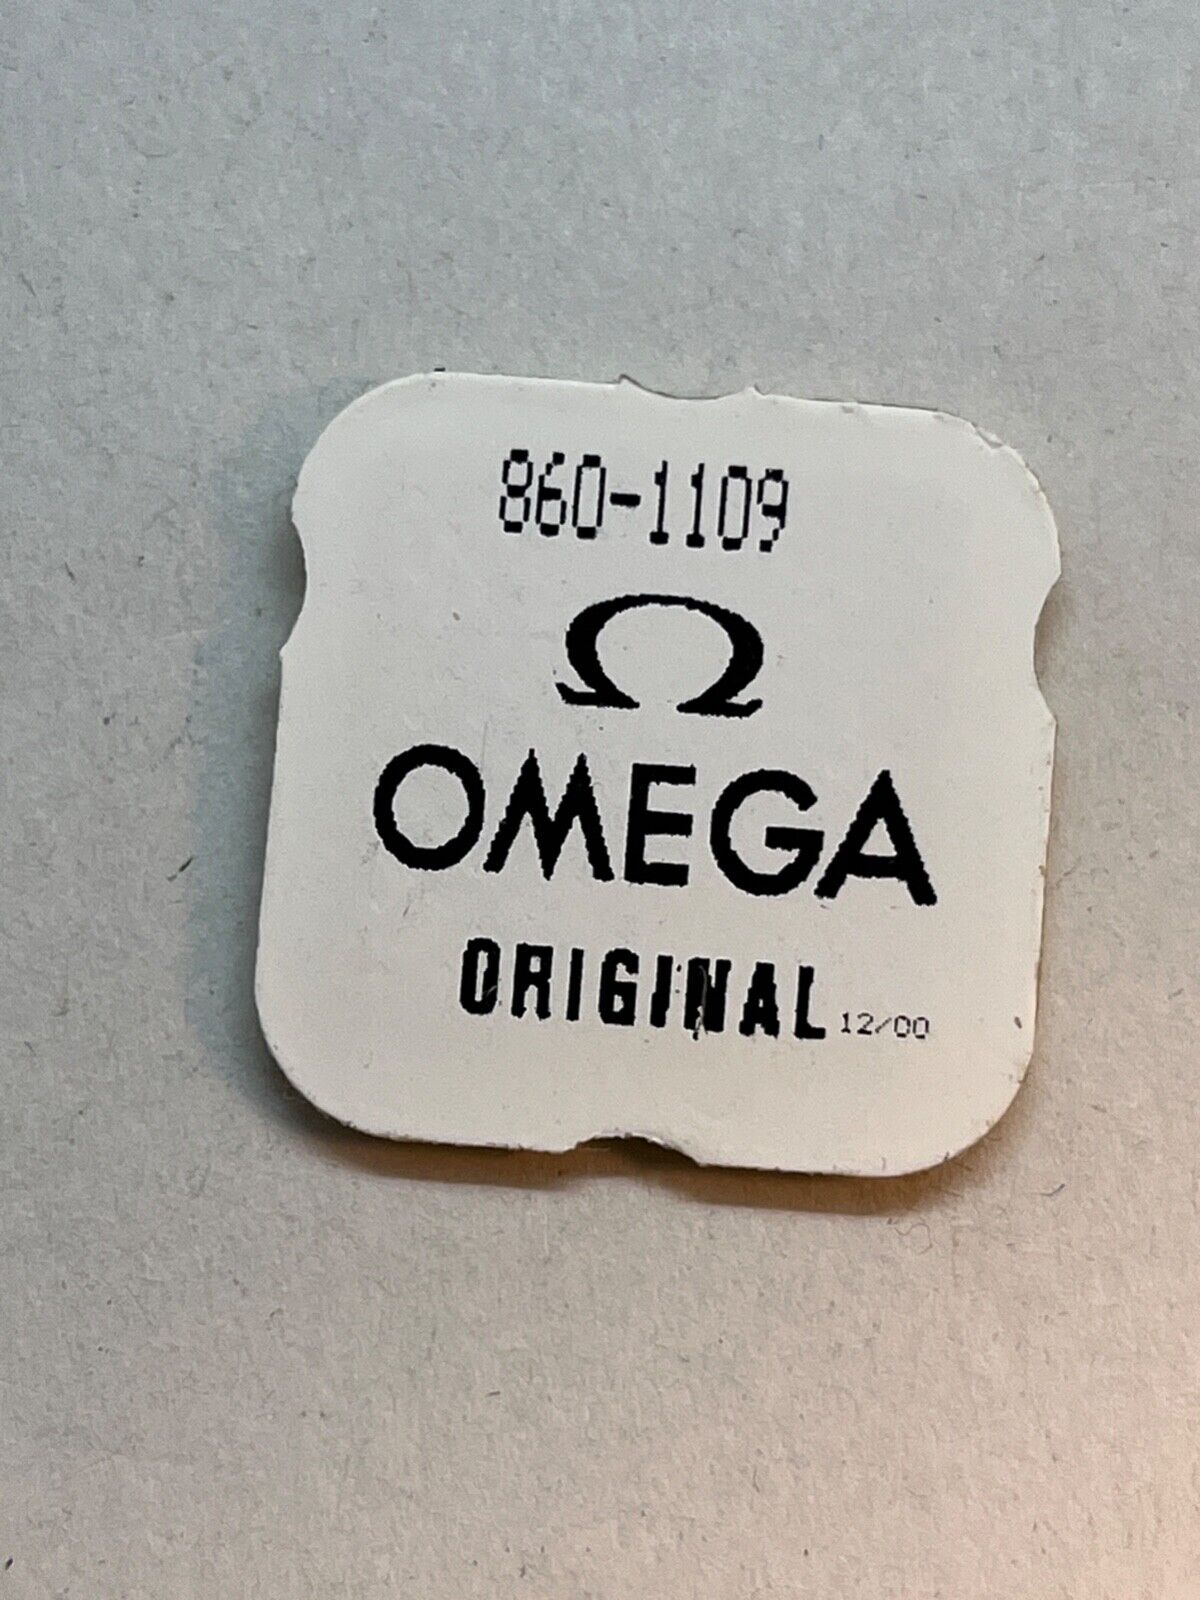 860-1109
Ω
OMEGA
ORIGINAL 12/00